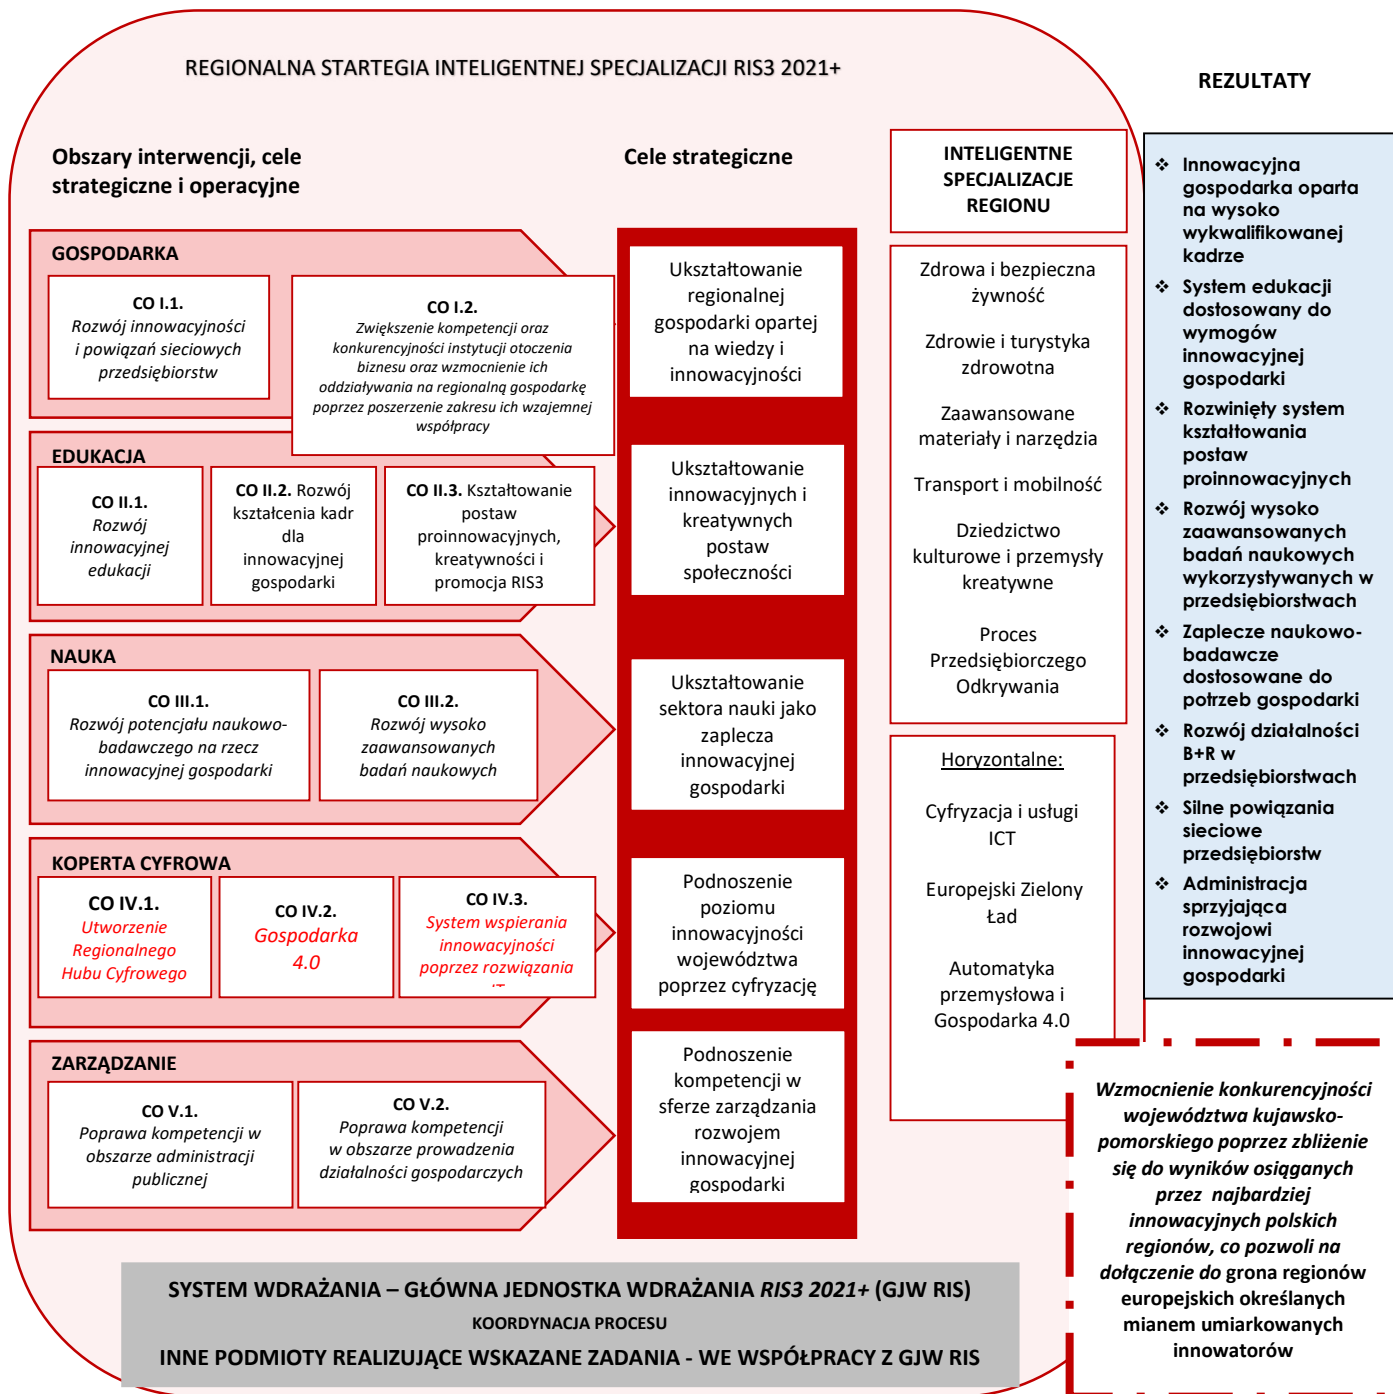 REGIONALNA STARTEGIA INTELIGENTNEJ SPECJALIZACJI RIS3 2021+
Obszary interwencji, cele
strategiczne i operacyjne
Cele strategiczne
GOSPODARKA
CO I.1.
Rozwój innowacyjności
i powiązań sieciowych
przedsiębiorstw
CO I.2.
Zwiększenie kompetencji oraz
konkurencyjności instytucji otoczenia
biznesu oraz wzmocnienie ich
oddziaływania na regionalną gospodarkę
poprzez poszerzenie zakresu ich wzajemnej
współpracy
Ukształtowanie
regionalnej
gospodarki opartej
na wiedzy i
innowacyjności
EDUKACJA
CO II.1.
Rozwój
innowacyjnej
edukacji
CO II.2. Rozwój
kształcenia kadr
dla
innowacyjnej
gospodarki
CO II.3. Kształtowanie
postaw
proinnowacyjnych,
kreatywności i
promocja RIS3
Ukształtowanie
innowacyjnych i
kreatywnych
postaw
społeczności
NAUKA
CO III.1.
Rozwój potencjału naukowo-
badawczego na rzecz
innowacyjnej gospodarki
CO III.2.
Rozwój wysoko
zaawansowanych
badań naukowych
Ukształtowanie
sektora nauki jako
zaplecza
innowacyjnej
gospodarki
KOPERTA CYFROWA
CO IV.1.
Utworzenie
Regionalnego
Hubu Cyfrowego
CO IV.2.
Gospodarka
4.0
CO IV.3.
System wspierania
innowacyjności
poprzez rozwiązania
Podnoszenie
poziomu
innowacyjności
województwa
poprzez cyfryzację
ZARZĄDZANIE
CO V.1.
Poprawa kompetencji w
obszarze administracji
publicznej
CO V.2.
Poprawa kompetencji
w obszarze prowadzenia
działalności gospodarczych
Podnoszenie
kompetencji w
sferze zarządzania
rozwojem
innowacyjnej
gospodarki
INTELIGENTNE
SPECJALIZACJE
REGIONU
Zdrowa i bezpieczna
żywność
Zdrowie i turystyka
zdrowotna
Zaawansowane
materiały i narzędzia
Transport i mobilność
Dziedzictwo
kulturowe i przemysły
kreatywne
Proces
Przedsiębiorczego
Odkrywania
Horyzontalne:
Cyfryzacja i usługi
ICT
Europejski Zielony
Ład
Automatyka
przemysłowa i
Gospodarka 4.0
REZULTATY
❖ Innowacyjna
gospodarka oparta
na wysoko
wykwalifikowanej
kadrze
❖ System edukacji
dostosowany do
wymogów
innowacyjnej
gospodarki
❖ Rozwinięty system
kształtowania
postaw
proinnowacyjnych
❖ Rozwój wysoko
zaawansowanych
badań naukowych
wykorzystywanych w
przedsiębiorstwach
❖ Zaplecze naukowo-
badawcze
dostosowane do
potrzeb gospodarki
❖ Rozwój działalności
B+R w
przedsiębiorstwach
❖ Silne powiązania
sieciowe
przedsiębiorstw
❖ Administracja
sprzyjająca
rozwojowi
innowacyjnej
gospodarki
Wzmocnienie konkurencyjności
województwa kujawsko-
pomorskiego poprzez zbliżenie
się do wyników osiąganych
przez najbardziej
innowacyjnych polskich
regionów, co pozwoli na
dołączenie do grona regionów
europejskich określanych
mianem umiarkowanych
innowatorów
SYSTEM WDRAŻANIA – GŁÓWNA JEDNOSTKA WDRAŻANIA RIS3 2021+ (GJW RIS)
KOORDYNACJA PROCESU
INNE PODMIOTY REALIZUJĄCE WSKAZANE ZADANIA - WE WSPÓŁPRACY Z GJW RIS